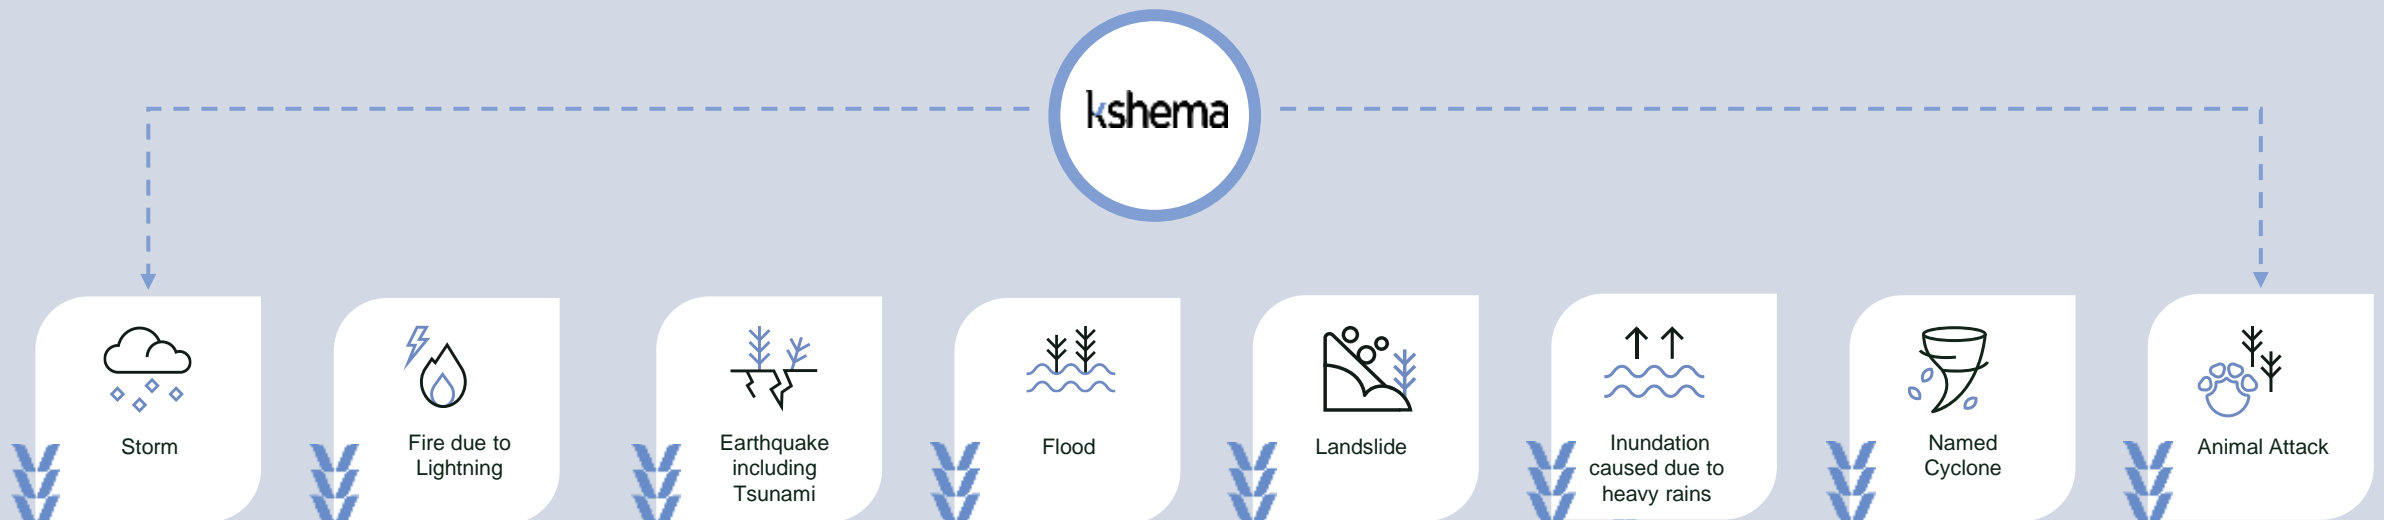 kshema
Storm
Fire due to
Lightning
Earthquake
including
Tsunami
Flood
Landslide
Inundation
caused due to
heavy rains
Named
Cyclone
Animal Attack